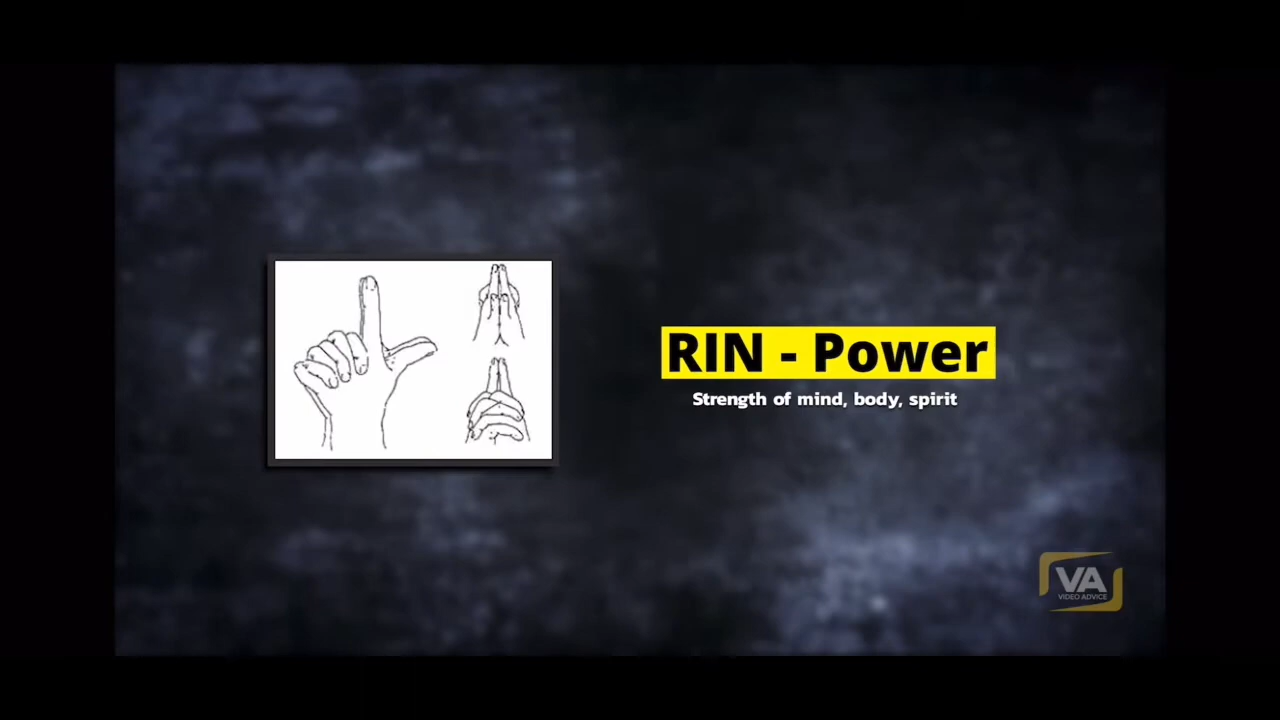 RIN - Power
Strength of mind, body, spirit
VA
VIDEO ADVICE